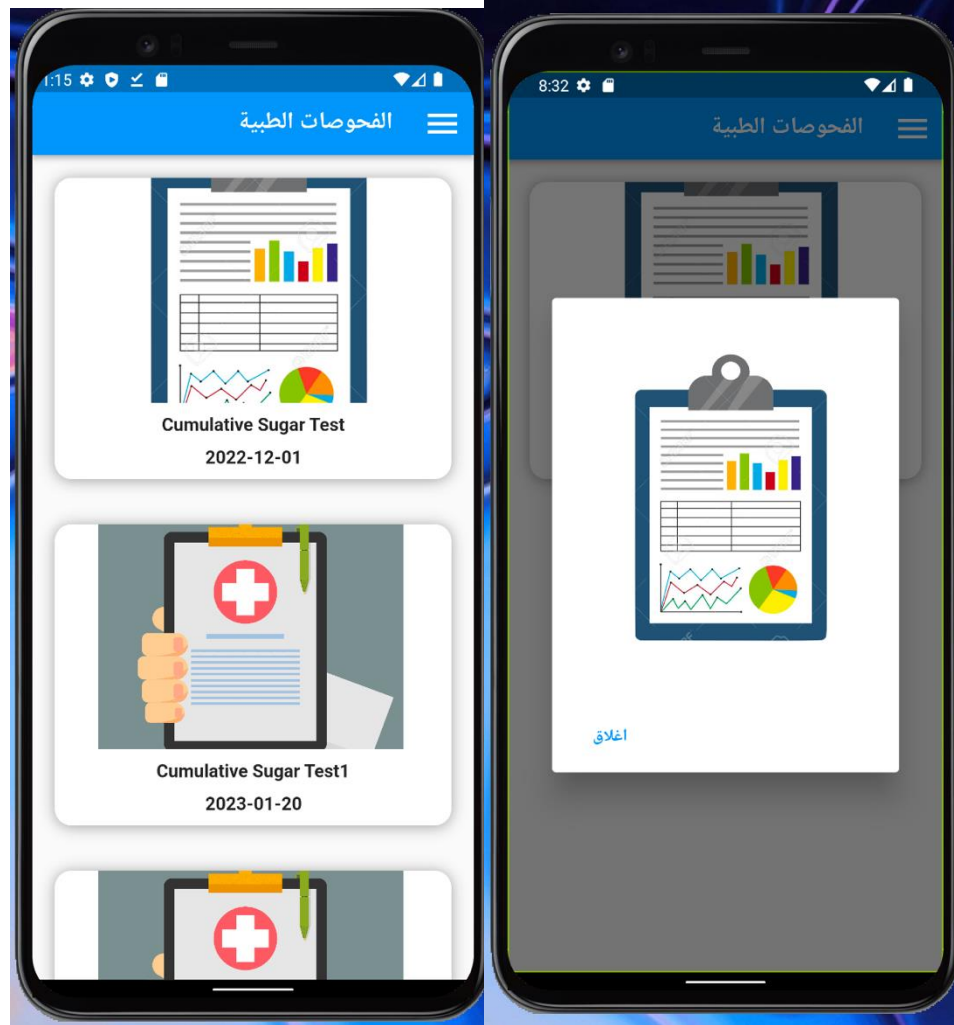 1:15
الفحوصات الطبية
Cumulative Sugar Test
2022-12-01
Cumulative Sugar Test1
2023-01-20
8:32
الفحوصات الطبية
اغلاق